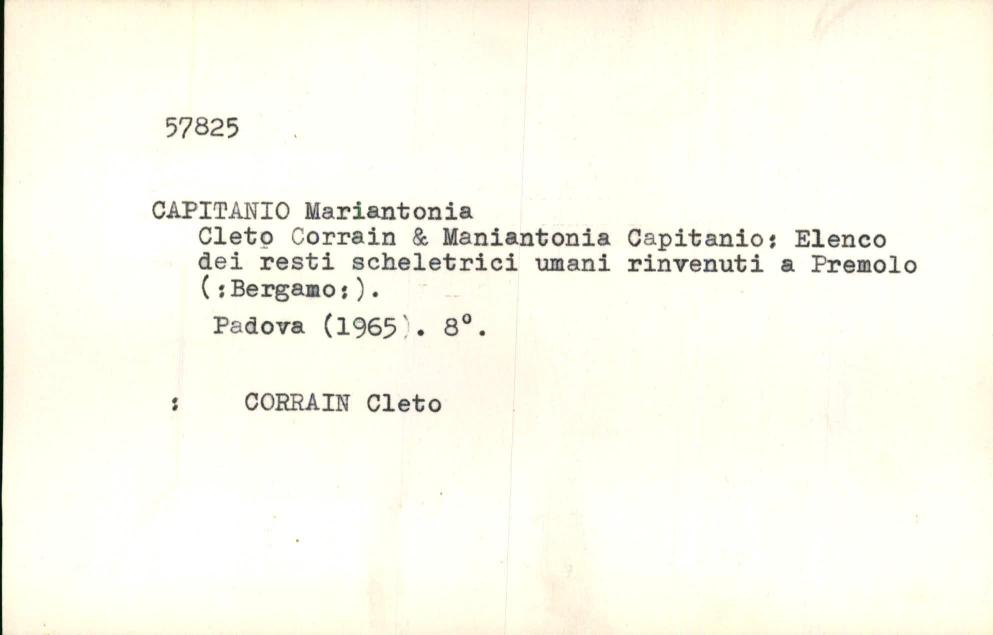 57825
CAPITANIO Mariantonia
Cleto Corrain & Maniantonia Capitanio: Elenco
dei resti scheletrici umani rinvenuti a Premolo
(:Bergamo:).
Padova (1965). 8º.
: CORRAIN Cleto